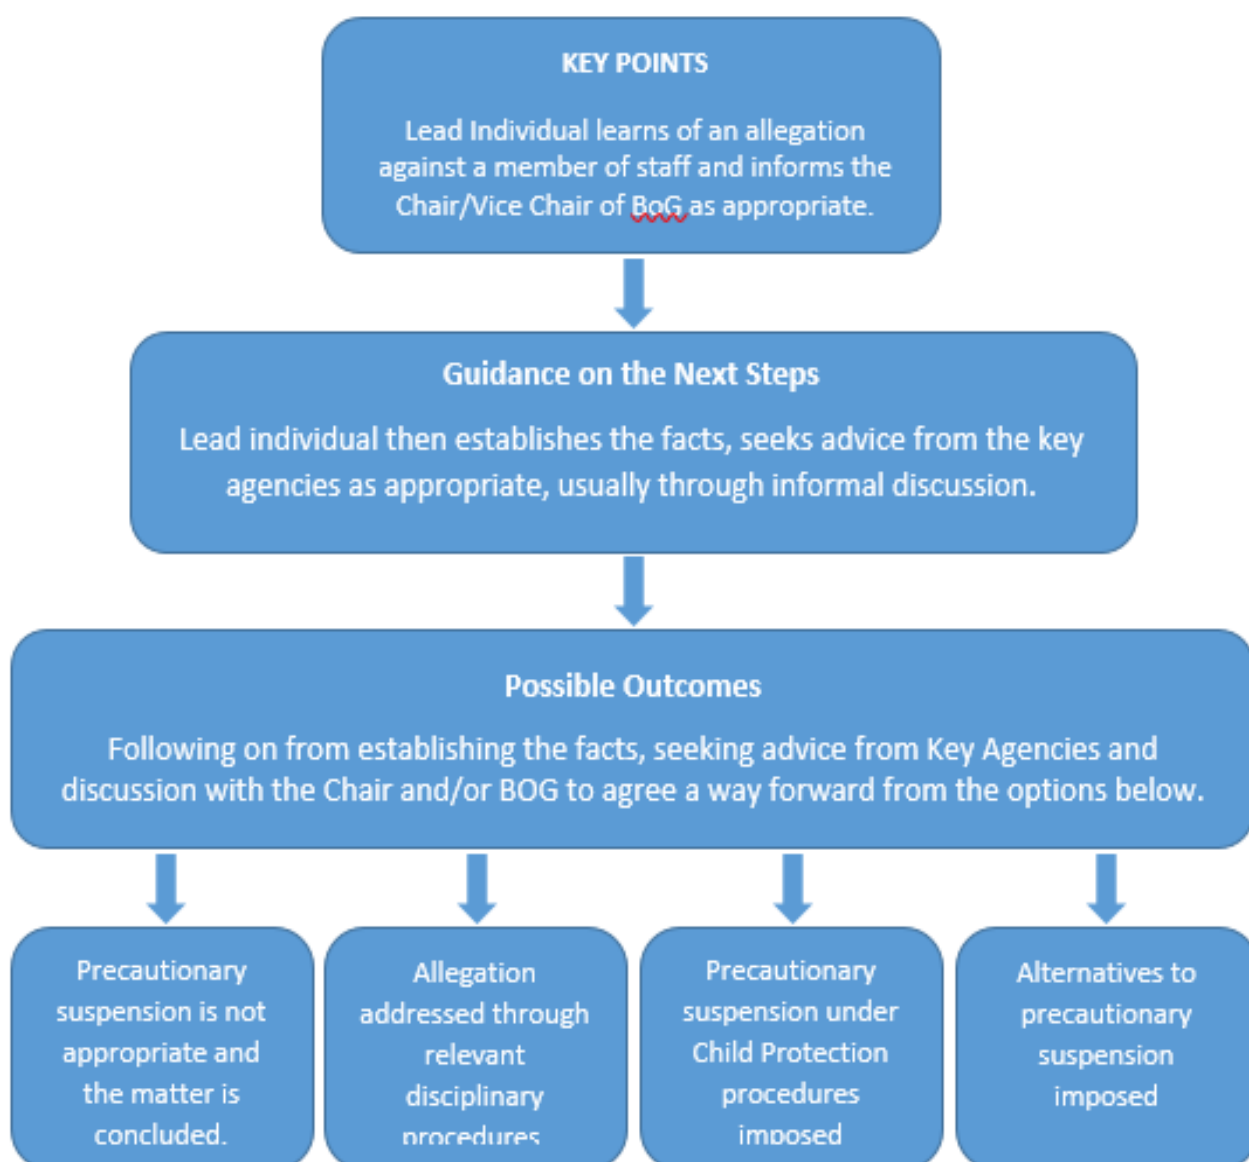 KEY POINTS
Lead Individual learns of an allegation
against a member of staff and informs the
Chair/Vice Chair of BoG as appropriate.
Guidance on the Next Steps
Lead individual then establishes the facts, seeks advice from the key
agencies as appropriate, usually through informal discussion.
Possible Outcomes
Following on from establishing the facts, seeking advice from Key Agencies and
discussion with the Chair and/or BOG to agree a way forward from the options below.
Precautionary
suspension is not
appropriate and
the matter is
concluded.
Allegation
addressed through
relevant
disciplinary
procedures
Precautionary
suspension under
Child Protection
procedures
imposed
Alternatives to
precautionary
suspension
imposed